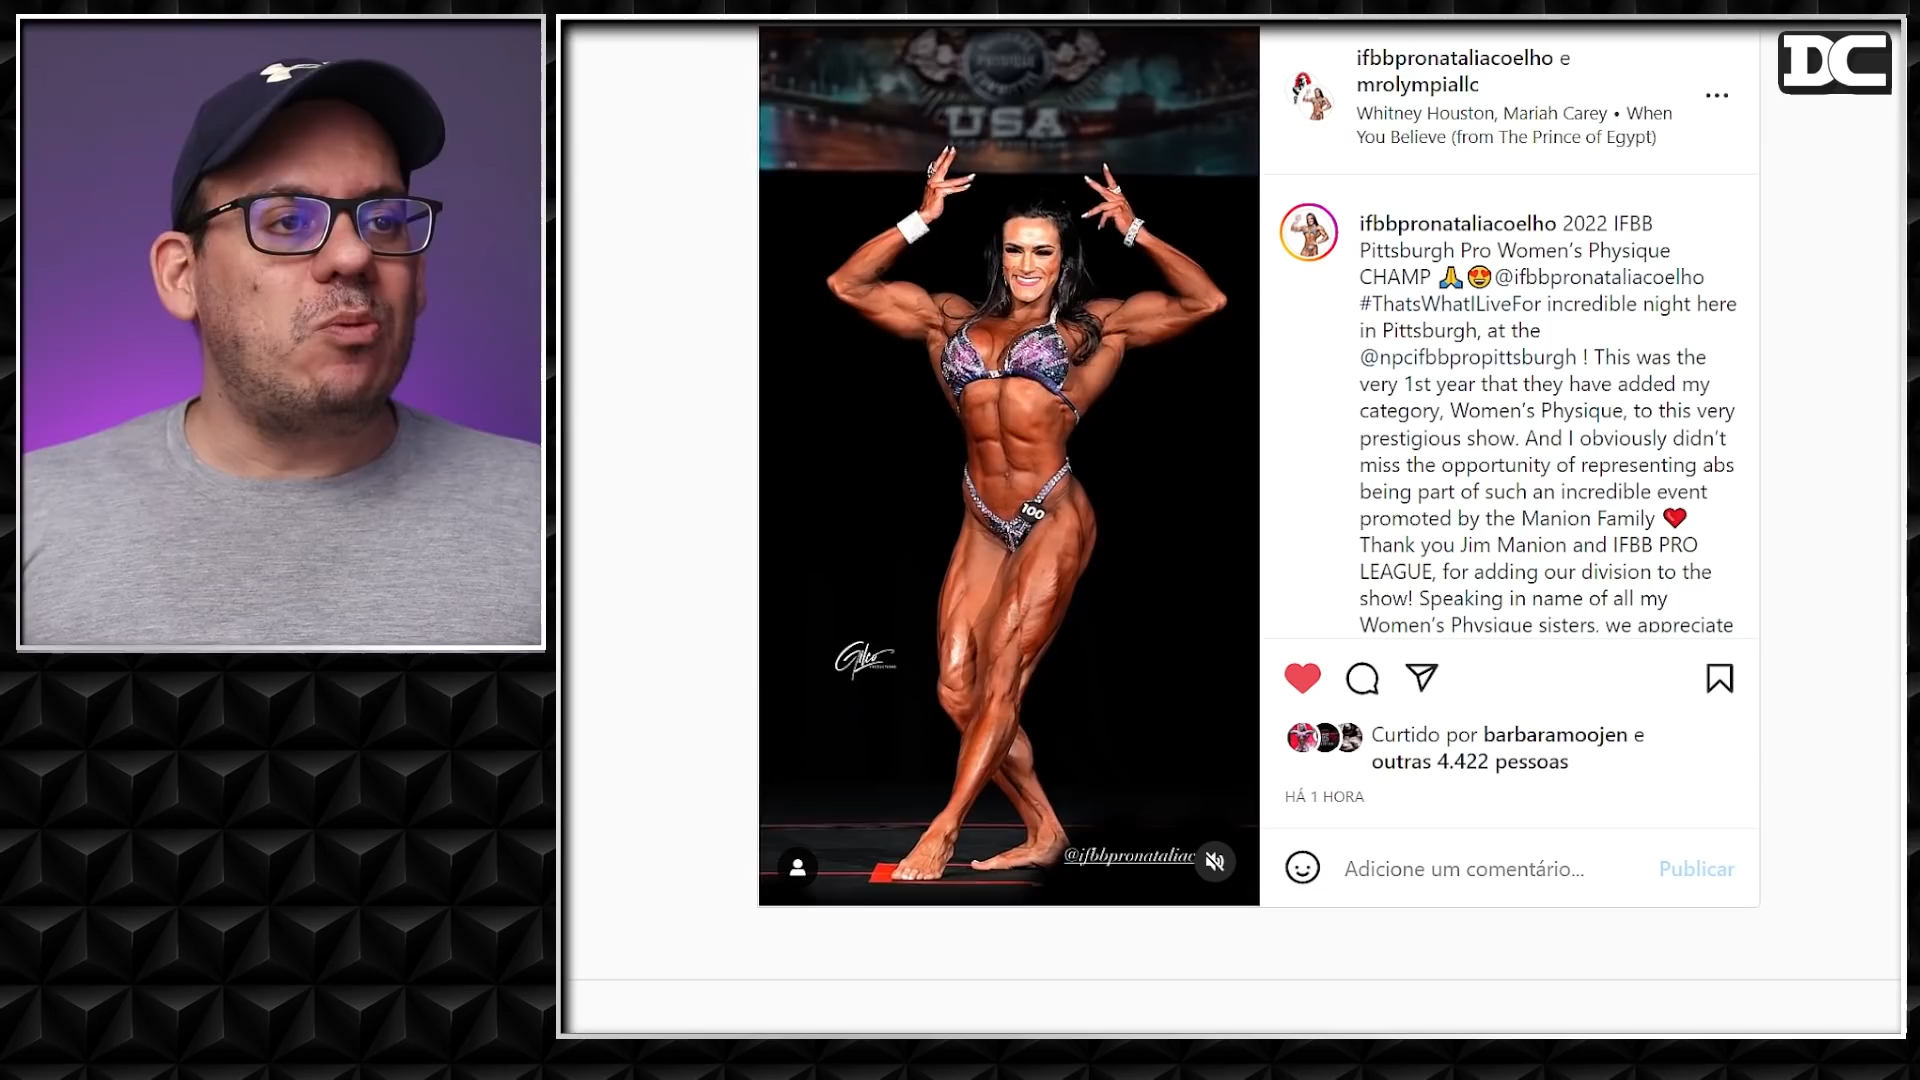 DC
USA
100
Gilco
@ifbbpronataliac
ifbbpronataliacoelho e
mrolympiallc
Whitney Houston, Mariah Carey • When
You Believe (from The Prince of Egypt)
ifbbpronataliacoelho 2022 IFBB
Pittsburgh Pro Women’s Physique
CHAMP 🙏😍@ifbbpronataliacoelho
#ThatsWhatILiveFor incredible night here
in Pittsburgh, at the
@npcifbbpropittsburgh ! This was the
very 1st year that they have added my
category, Women’s Physique, to this very
prestigious show. And I obviously didn’t
miss the opportunity of representing abs
being part of such an incredible event
promoted by the Manion Family ❤️
Thank you Jim Manion and IFBB PRO
LEAGUE, for adding our division to the
show! Speaking in name of all my
Women’s Physique sisters, we appreciate
Curtido por barbaramoojen e
outras 4.422 pessoas
HÁ 1 HORA
Adicione um comentário... Publicar